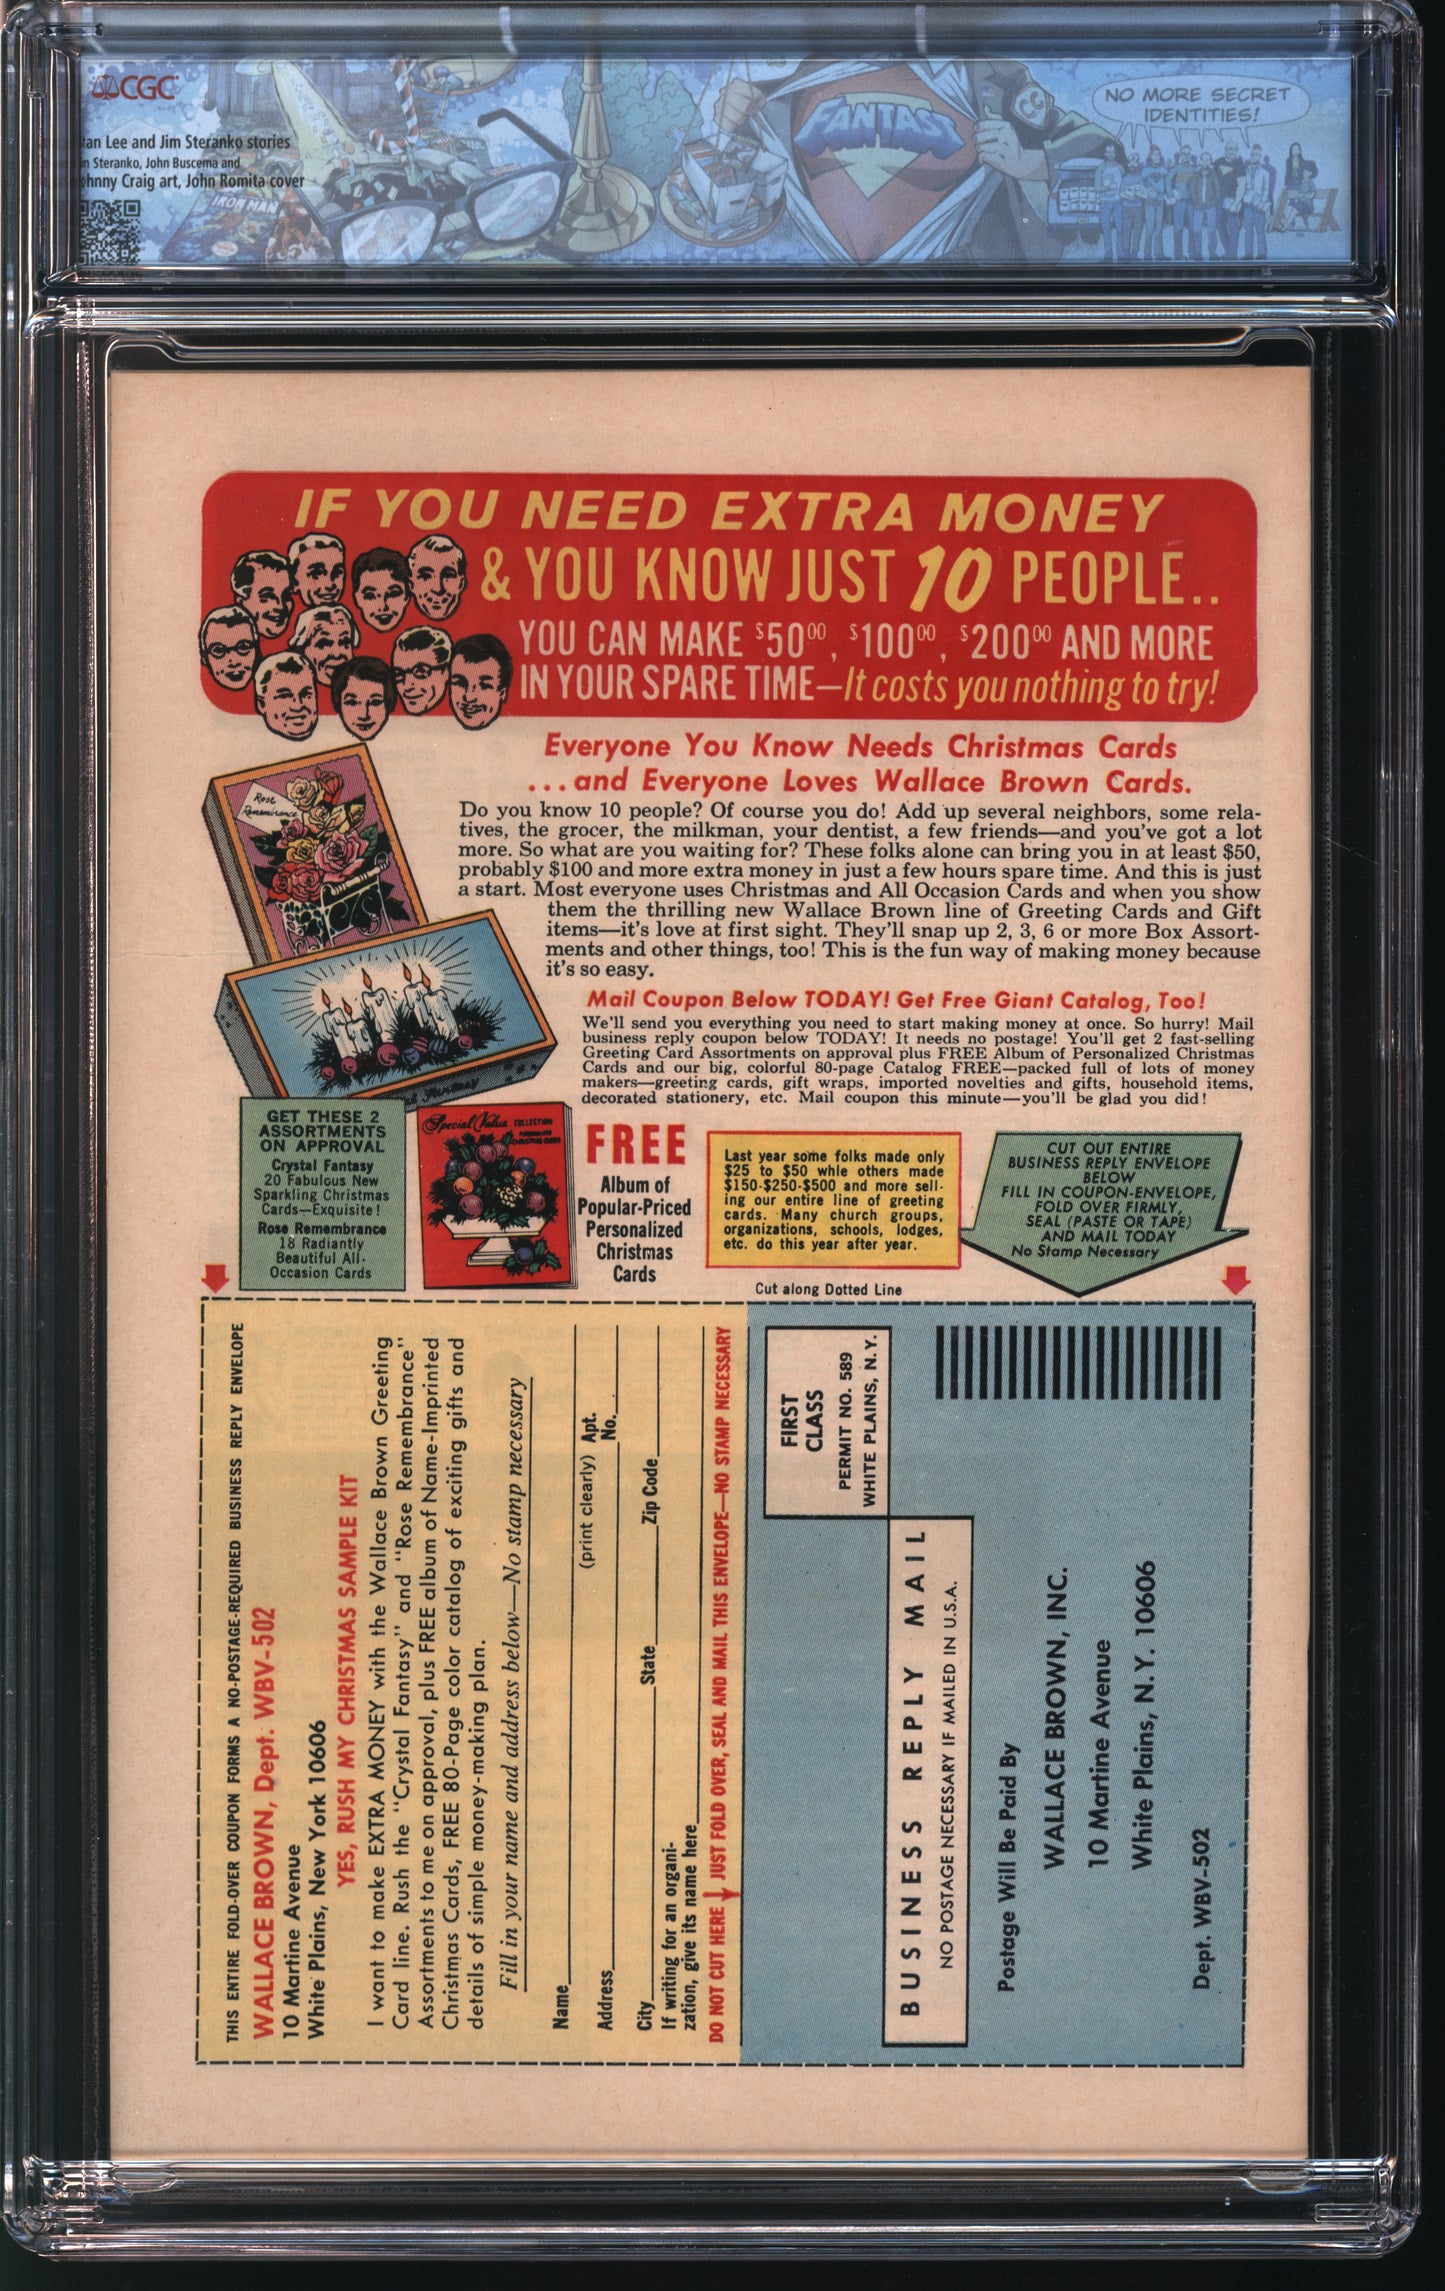 CGC
tan Lee and Jim Steranko stories
m Steranko, John Buscema and
ohnny Craig art, John Romita cover
IRON MAN
FANTAST
NO MORE SECRET
IDENTITIES!
IF YOU NEED EXTRA MONEY
& YOU KNOW JUST 10 PEOPLE..
YOU CAN MAKE $50⁰⁰, $100⁰⁰, $200⁰⁰ AND MORE
IN YOUR SPARE TIME—It costs you nothing to try!
Everyone You Know Needs Christmas Cards
...and Everyone Loves Wallace Brown Cards.
Rose
Remembrance
Do you know 10 people? Of course you do! Add up several neighbors, some rela-
tives, the grocer, the milkman, your dentist, a few friends—and you've got a lot
more. So what are you waiting for? These folks alone can bring you in at least $50,
probably $100 and more extra money in just a few hours spare time. And this is just
a start. Most everyone uses Christmas and All Occasion Cards and when you show
them the thrilling new Wallace Brown line of Greeting Cards and Gift
items—it's love at first sight. They'll snap up 2, 3, 6 or more Box Assort-
ments and other things, too! This is the fun way of making money because
it's so easy.
Mail Coupon Below TODAY! Get Free Giant Catalog, Too!
We'll send you everything you need to start making money at once. So hurry! Mail
business reply coupon below TODAY! It needs no postage! You'll get 2 fast-selling
Greeting Card Assortments on approval plus FREE Album of Personalized Christmas
Cards and our big, colorful 80-page Catalog FREE—packed full of lots of money
makers—greeting cards, gift wraps, imported novelties and gifts, household items,
decorated stationery, etc. Mail coupon this minute—you'll be glad you did!
GET THESE 2
ASSORTMENTS
ON APPROVAL
Crystal Fantasy
20 Fabulous New
Sparkling Christmas
Cards—Exquisite!
Rose Remembrance
18 Radiantly
Beautiful All-
Occasion Cards
Special Value COLLECTION
PERSONALIZED
CHRISTMAS CARDS
FREE
Album of
Popular-Priced
Personalized
Christmas
Cards
Last year some folks made only
$25 to $50 whle others made
$150-$250-$500 and more sell-
ing our entire line of greeting
cards. Many church groups,
organizations, schools, lodges,
etc. do this year after year.
CUT OUT ENTIRE
BUSINESS REPLY ENVELOPE
BELOW
FILL IN COUPON-ENVELOPE,
FOLD OVER FIRMLY,
SEAL (PASTE OR TAPE)
AND MAIL TODAY
No Stamp Necessary
Cut along Dotted Line
THIS ENTIRE FOLD-OVER COUPON FORMS A NO-POSTAGE-REQUIRED BUSINESS REPLY ENVELOPE
WALLACE BROWN, Dept. WBV-502
10 Martine Avenue
White Plains, New York 10606
YES, RUSH MY CHRISTMAS SAMPLE KIT
I want to make EXTRA MONEY with the Wallace Brown Greeting
Card line. Rush the "Crystal Fantasy" and "Rose Remembrance"
Assortments to me on approval, plus FREE album of Name-Imprinted
Christmas Cards, FREE 80-Page color catalog of exciting gifts and
details of simple money-making plan.
Fill in your name and address below—No stamp necessary
Name
(print clearly) Apt.
Address No.
City State Zip Code
If writing for an organi-
zation, give its name here
DO NOT CUT HERE JUST FOLD OVER, SEAL AND MAIL THIS ENVELOPE—NO STAMP NECESSARY
FIRST
CLASS
PERMIT NO. 589
WHITE PLAINS, N.Y.
BUSINESS REPLY MAIL
NO POSTAGE NECESSARY IF MAILED IN U.S.A.
Postage Will Be Paid By
WALLACE BROWN, INC.
10 Martine Avenue
White Plains, N.Y. 10606
Dept. WBV-502